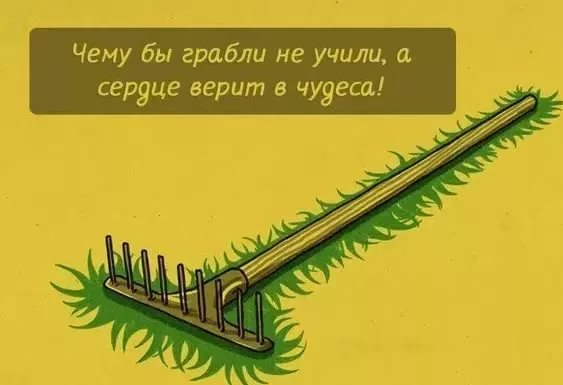 Чему бы грабли не учили, а
сердце верит в чудеса!